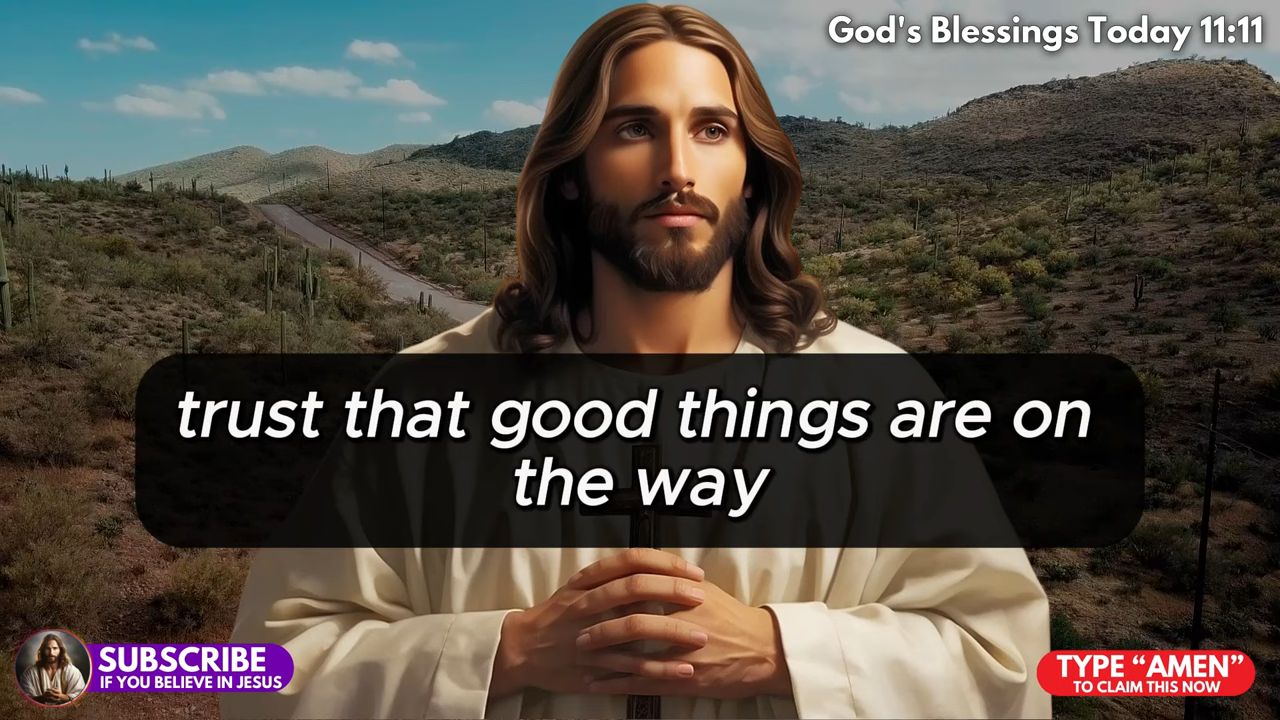 God's Blessings Today 11:11
trust that good things are on
the way
SUBSCRIBE
IF YOU BELIEVE IN JESUS
TYPE “AMEN”
TO CLAIM THIS NOW